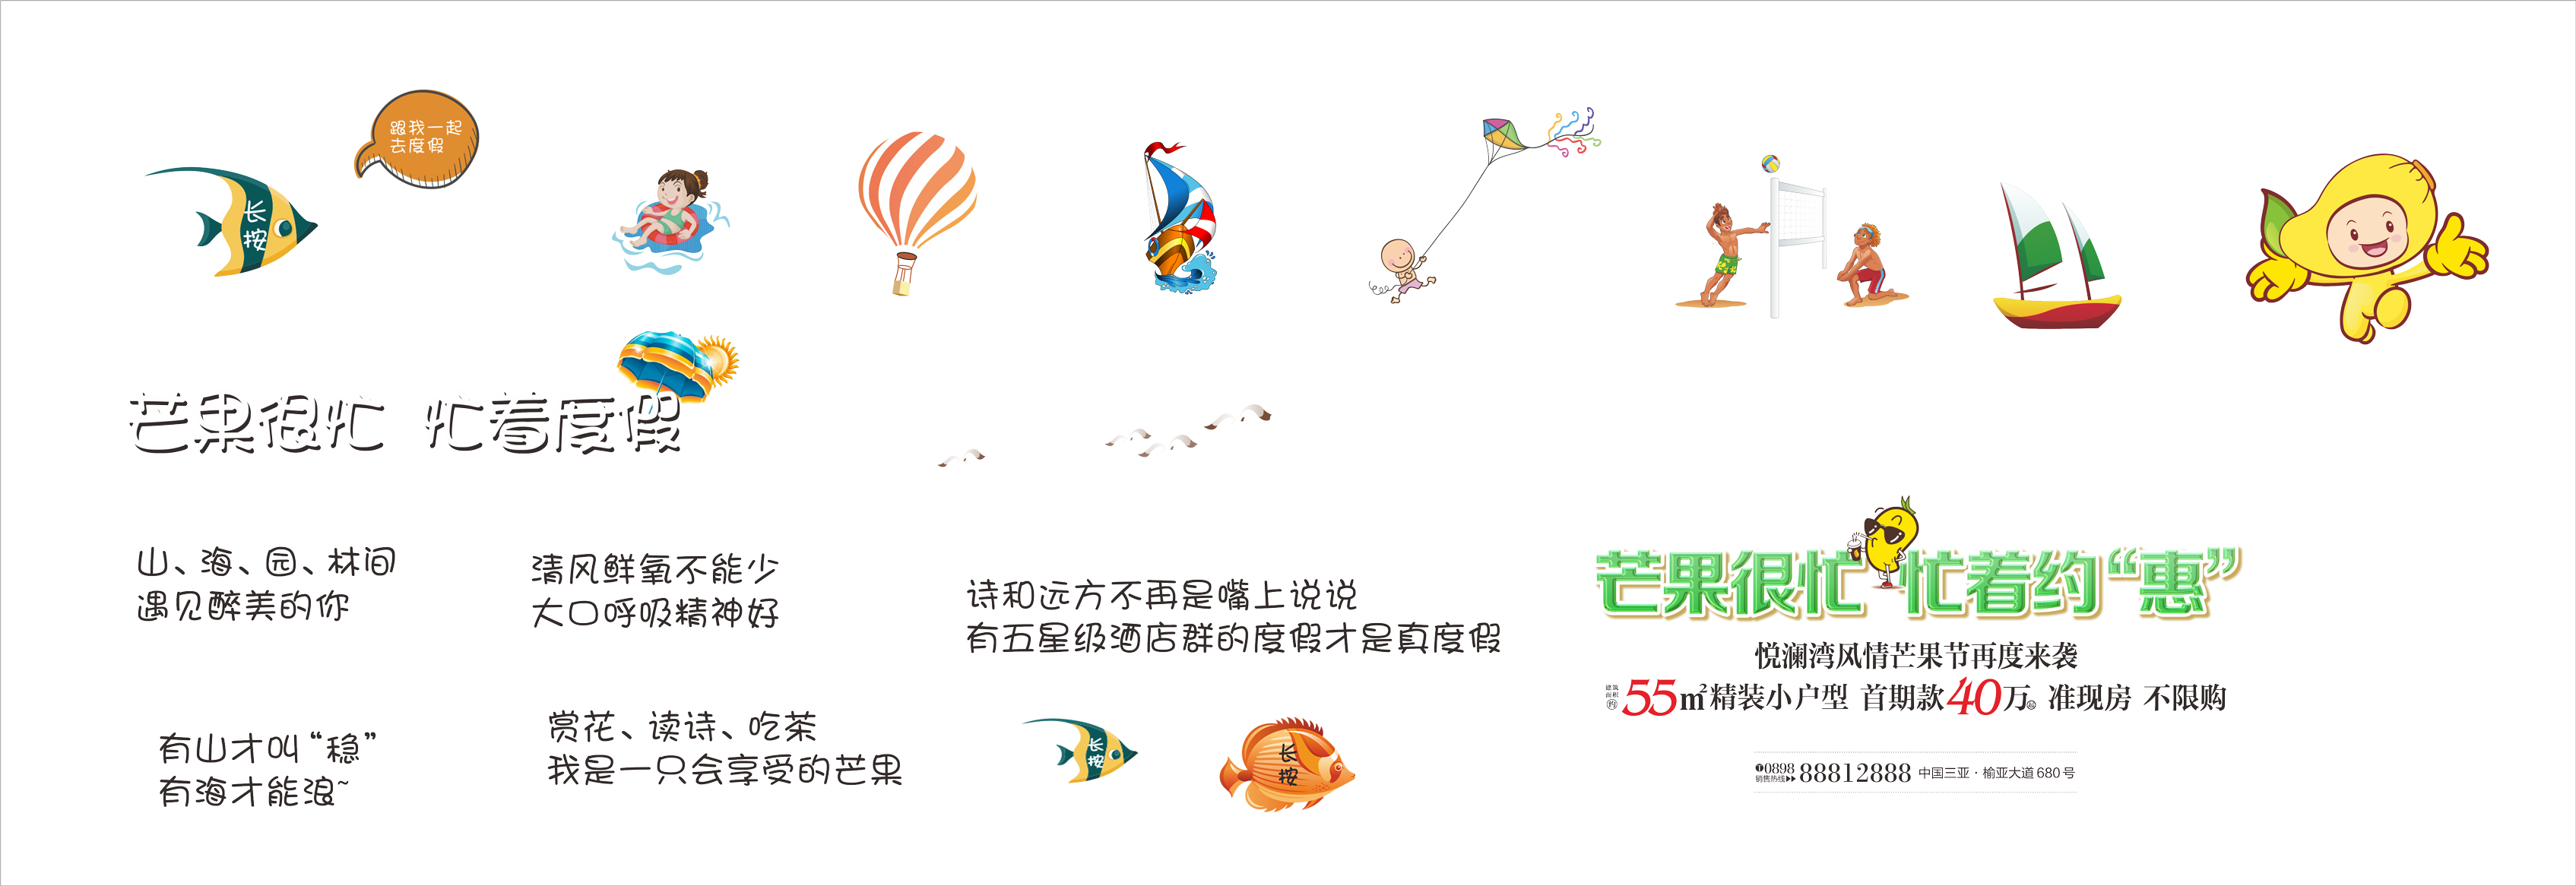 跟我一起
去度假
长
按
芒果很忙 忙着度假
山、海、园、林间
遇见醉美的你
清风鲜氧不能少
大口呼吸精神好
诗和远方不再是嘴上说说
有五星级酒店群的度假才是真度假
有山才叫“稳”
有海才能浪~
赏花、读诗、吃茶
我是一只会享受的芒果
长
按
长
按
芒果很忙 忙着约“惠”
悦澜湾风情芒果节再度来袭
建筑面积约55㎡精装小户型 首期款40万起 准现房 不限购
0898
销售热线
88812888 中国三亚·榆亚大道680号